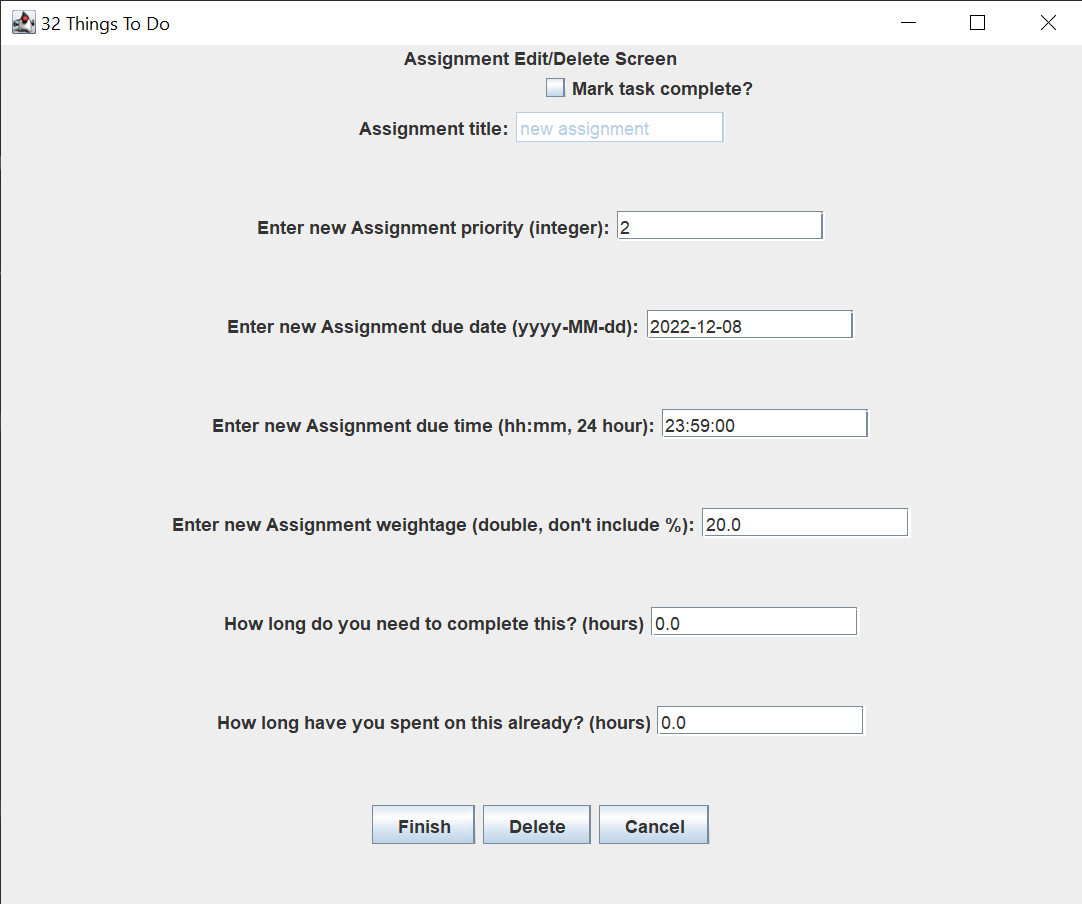 32 Things To Do
Assignment Edit/Delete Screen
Mark task complete?
Assignment title: new assignment
Enter new Assignment priority (integer): 2
Enter new Assignment due date (yyyy-MM-dd): 2022-12-08
Enter new Assignment due time (hh:mm, 24 hour): 23:59:00
Enter new Assignment weightage (double, don't include %): 20.0
How long do you need to complete this? (hours) 0.0
How long have you spent on this already? (hours) 0.0
Finish Delete Cancel